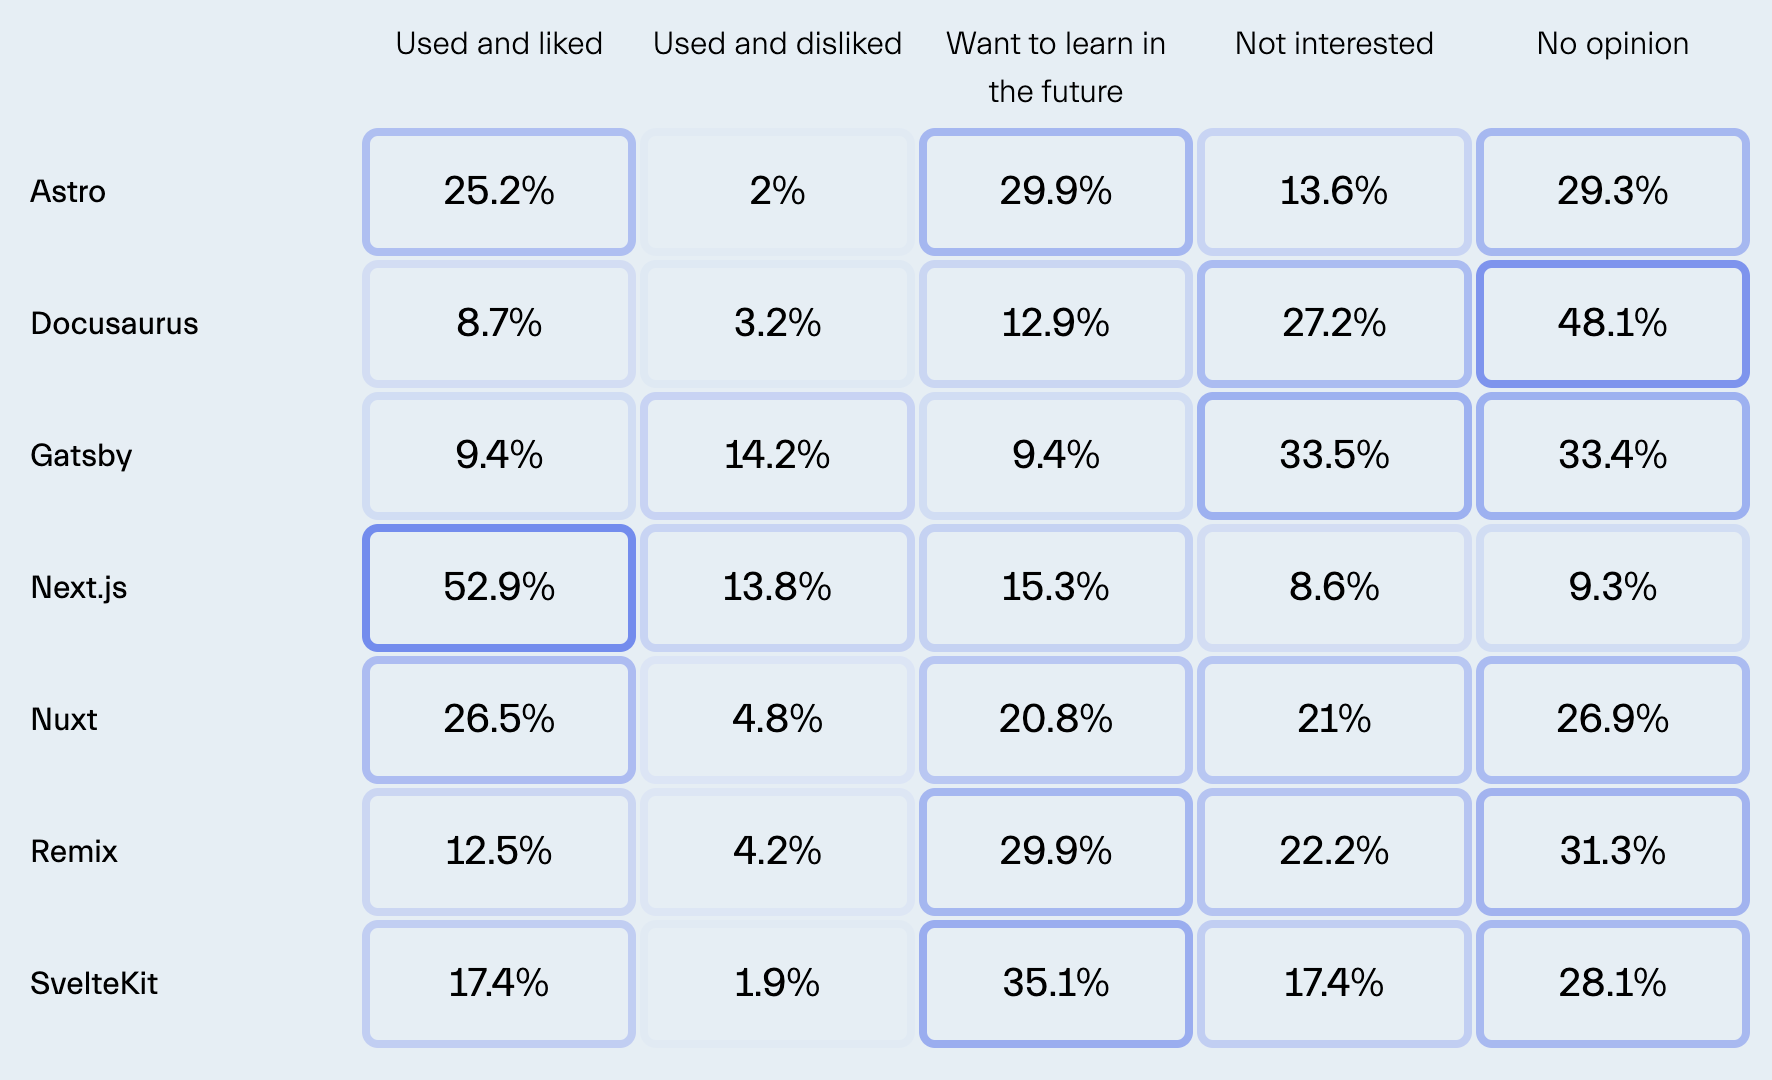 Used and liked Used and disliked Want to learn in Not interested No opinion
the future
Astro 25.2% 2% 29.9% 13.6% 29.3%
Docusaurus 8.7% 3.2% 12.9% 27.2% 48.1%
Gatsby 9.4% 14.2% 9.4% 33.5% 33.4%
Next.js 52.9% 13.8% 15.3% 8.6% 9.3%
Nuxt 26.5% 4.8% 20.8% 21% 26.9%
Remix 12.5% 4.2% 29.9% 22.2% 31.3%
SvelteKit 17.4% 1.9% 35.1% 17.4% 28.1%